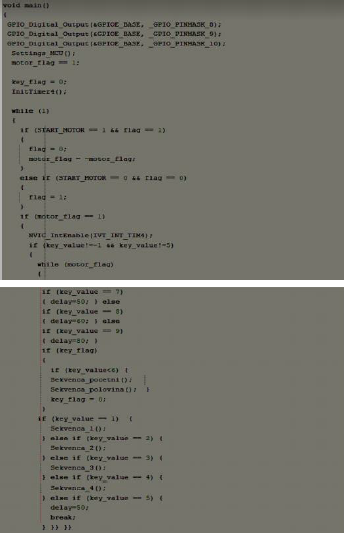 void main()
{
GPIO_Digital_Output(&GPIOE_BASE, _GPIO_PINMASK_8);
GPIO_Digital_Output(&GPIOE_BASE, _GPIO_PINMASK_9);
GPIO_Digital_Output(&GPIOE_BASE, _GPIO_PINMASK_10);
Settings_MCU();
motor_flag == 1;
key_flag = 0;
InitTimer4();
while (1)
{
if (START_MOTOR == 1 && flag == 1)
{
flag = 0;
motor_flag = ~motor_flag;
}
else if (START_MOTOR == 0 && flag == 0)
{
flag = 1;
}
if (motor_flag == 1)
{
NVIC_IntEnable(IVT_INT_TIM4);
if (key_value!=-1 && key_value!=5)
{
while (motor_flag)
{
if (key_value == 7)
{ delay=50; } else
if (key_value == 8)
{ delay=60; } else
if (key_value == 9)
{ delay=80; }
if (key_flag)
{
if (key_value<6) {
Sekvenca_pocetni();
Sekvenca_polovina(); }
key_flag = 0;
}
if (key_value == 1) {
Sekvenca_1();
} else if (key_value == 2) {
Sekvenca_2();
} else if (key_value == 3) {
Sekvenca_3();
} else if (key_value == 4) {
Sekvenca_4();
} else if (key_value == 5) {
delay=50;
break;
} }} }}